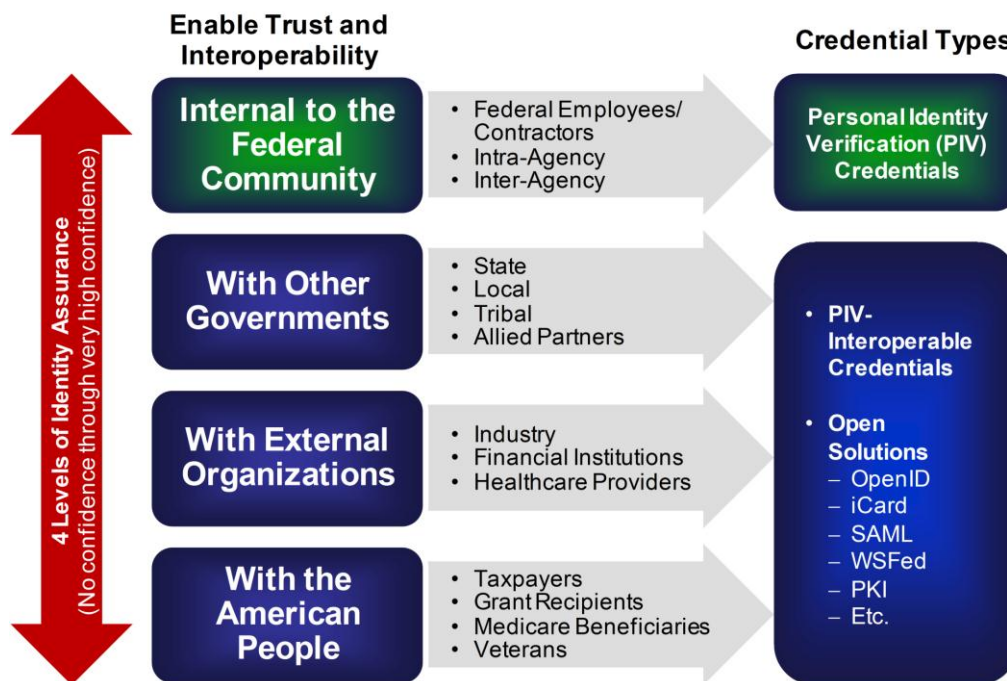 Enable Trust and
Interoperability
Credential Types
4 Levels of Identity Assurance
(No confidence through very high confidence)
Internal to the
Federal
Community
• Federal Employees/
Contractors
• Intra-Agency
• Inter-Agency
Personal Identity
Verification (PIV)
Credentials
With Other
Governments
• State
• Local
• Tribal
• Allied Partners
With External
Organizations
• Industry
• Financial Institutions
• Healthcare Providers
With the
American
People
• Taxpayers
• Grant Recipients
• Medicare Beneficiaries
• Veterans
• PIV-
Interoperable
Credentials
• Open
Solutions
– OpenID
– iCard
– SAML
– WSFed
– PKI
– Etc.